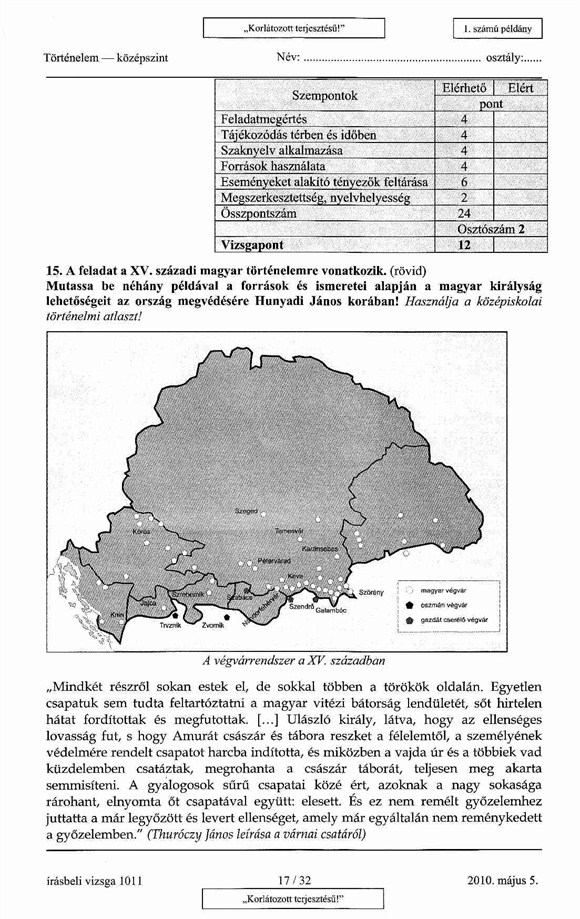 „Korlátozott terjesztésű!"
1. számú példány
Történelem — középszint
Név: ............................................................ osztály:......
Szempontok Elérhető Elért
pont
Feladatmegértés 4
Tájékozódás térben és időben 4
Szaknyelv alkalmazása 4
Források használata 4
Eseményeket alakító tényezők feltárása 6
Megszerkesztettség, nyelvhelyesség 2
Összpontszám 24
Osztószám 2
Vizsgapont 12
15. A feladat a XV. századi magyar történelemre vonatkozik. (rövid)
Mutassa be néhány példával a források és ismeretei alapján a magyar királyság
lehetőségeit az ország megvédésére Hunyadi János korában! Használja a középiskolai
történelmi atlaszt!
Szeged
Körös
Temesvár
Karánsebes
Pétervárad
Keve
Szörény
Szrebernik
Szabács
Nándorfehérvár
Szendrő
Galambóc
Jajca
Knin
Trvznik
Zvornik
magyar végvár
oszmán végvár
gazdát cserélő végvár
A végvárrendszer a XV. században
„Mindkét részről sokan estek el, de sokkal többen a törökök oldalán. Egyetlen
csapatuk sem tudta feltartóztatni a magyar vitézi bátorság lendületét, sőt hirtelen
hátat fordítottak és megfutottak. […] Ulászló király, látva, hogy az ellenséges
lovasság fut, s hogy Amurát császár és tábora reszket a félelemtől, a személyének
védelmére rendelt csapatot harcba indította, és miközben a vajda úr és a többiek vad
küzdelemben csatáztak, megrohanta a császár táborát, teljesen meg akarta
semmisíteni. A gyalogosok sűrű csapatai közé ért, azoknak a nagy sokasága
rárohant, elnyomta őt csapatával együtt: elesett. És ez nem remélt győzelemhez
juttatta a már legyőzött és levert ellenséget, amely már egyáltalán nem reménykedett
a győzelemben." (Thuróczy János leírása a várnai csatáról)
írásbeli vizsga 1011
17 / 32
2010. május 5.
„Korlátozott terjesztésű!"